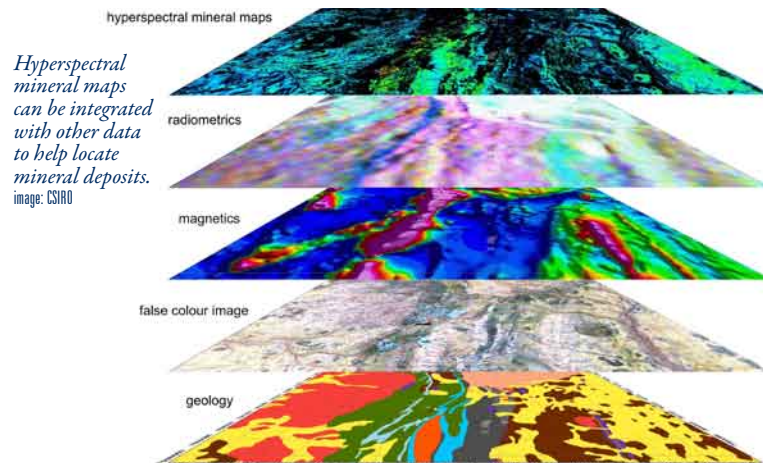 hyperspectral mineral maps
Hyperspectral
mineral maps
can be integrated
with other data
to help locate
mineral deposits.
image: CSIRO
radiometrics
magnetics
false colour image
geology